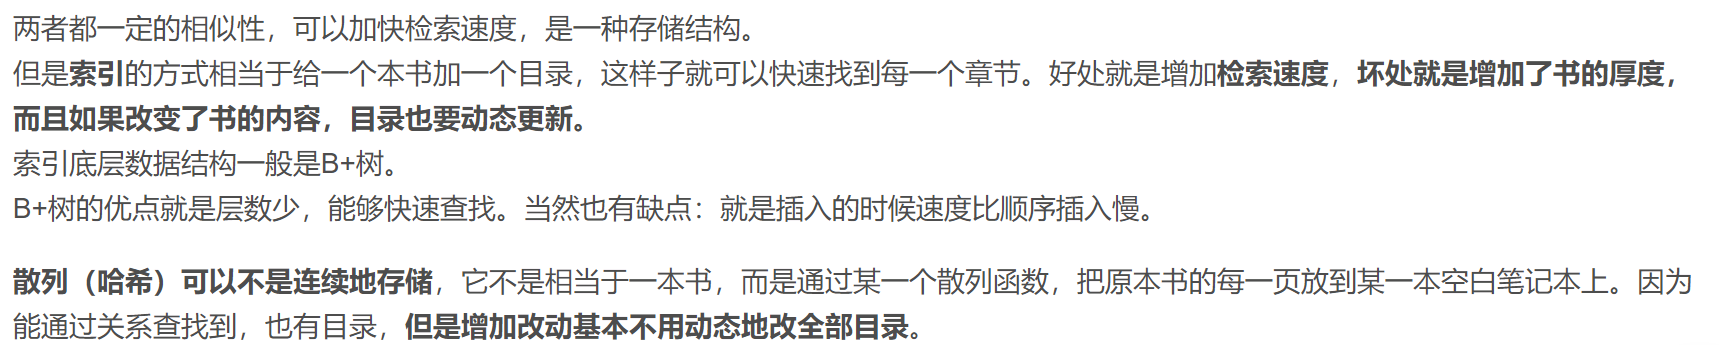 两者都一定的相似性，可以加快检索速度，是一种存储结构。
但是索引的方式相当于给一个本书加一个目录，这样子就可以快速找到每一个章节。好处就是增加检索速度，坏处就是增加了书的厚度，
而且如果改变了书的内容，目录也要动态更新。
索引底层数据结构一般是B+树。
B+树的优点就是层数少，能够快速查找。当然也有缺点：就是插入的时候速度比顺序插入慢。
散列（哈希）可以不是连续地存储，它不是相当于一本书，而是通过某一个散列函数，把原本书的每一页放到某一本空白笔记本上。因为
能通过关系查找到，也有目录，但是增加改动基本不用动态地改全部目录。